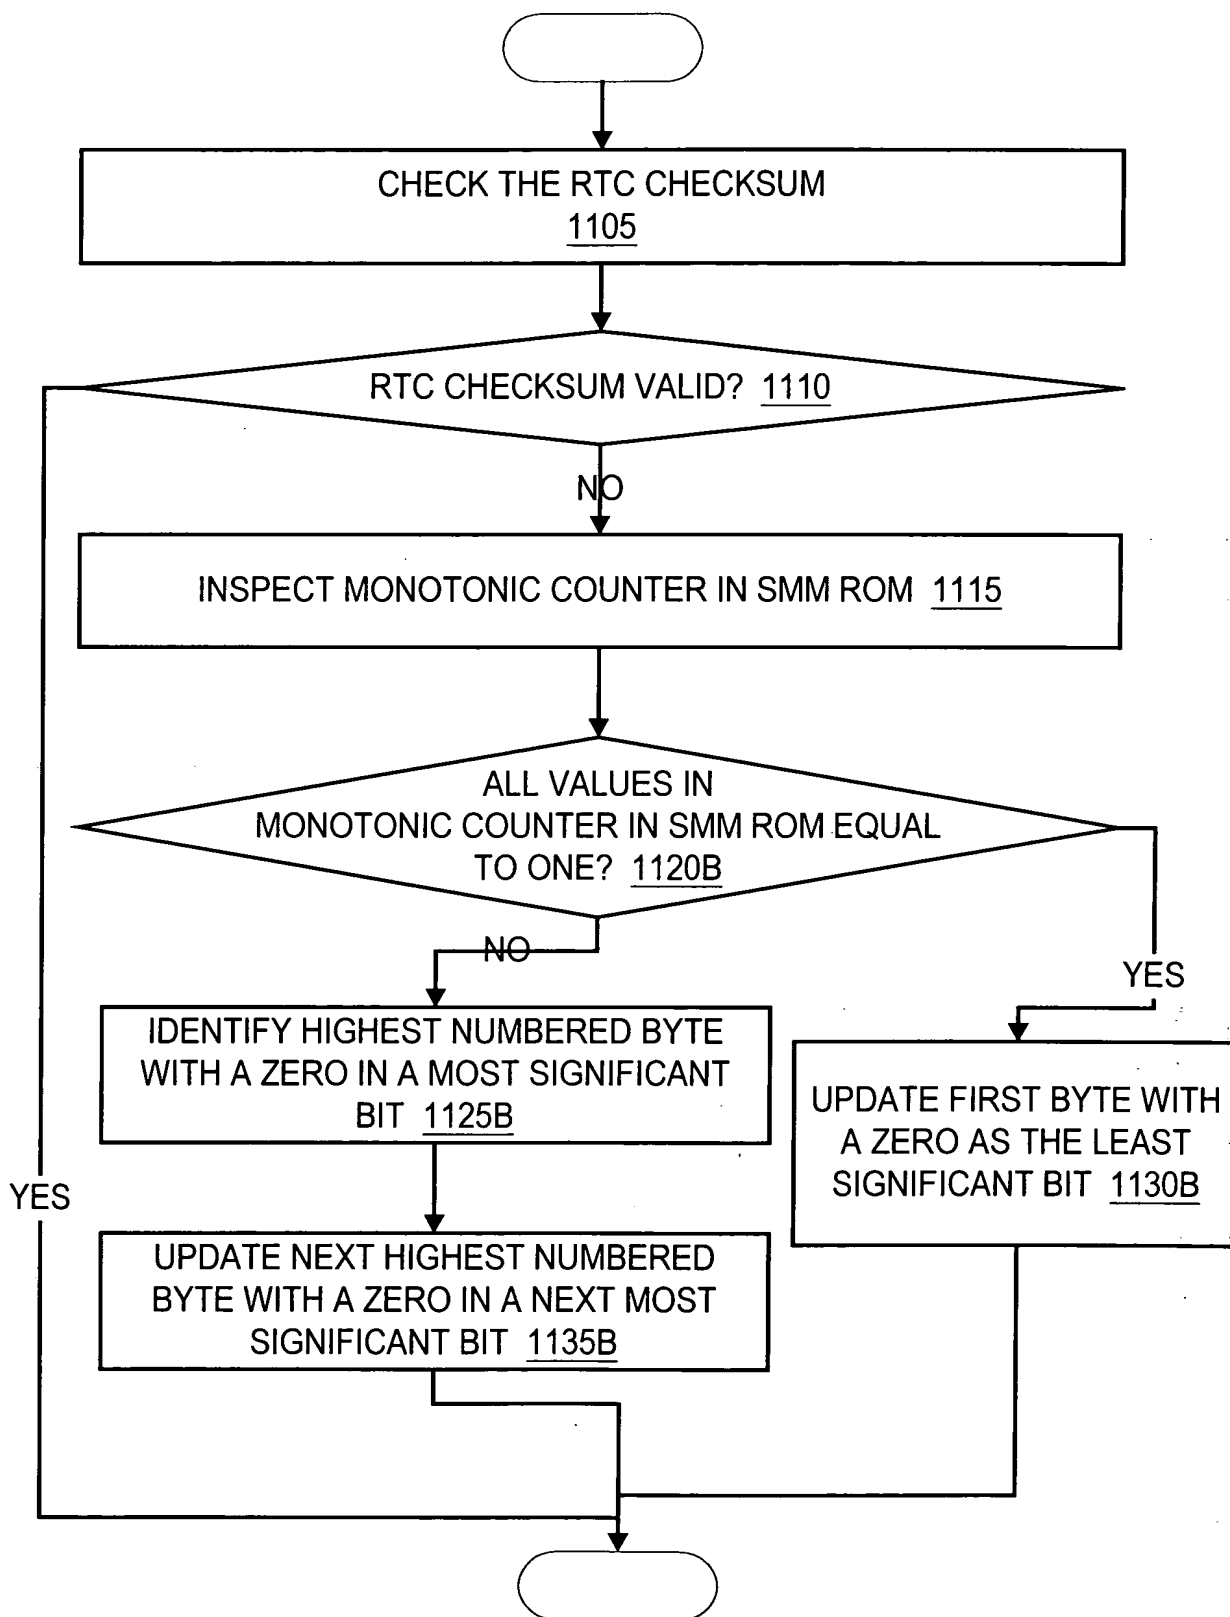 CHECK THE RTC CHECKSUM
1105
RTC CHECKSUM VALID? 1110
NO
INSPECT MONOTONIC COUNTER IN SMM ROM 1115
ALL VALUES IN
MONOTONIC COUNTER IN SMM ROM EQUAL
TO ONE? 1120B
NO
YES
IDENTIFY HIGHEST NUMBERED BYTE
WITH A ZERO IN A MOST SIGNIFICANT
BIT 1125B
UPDATE FIRST BYTE WITH
A ZERO AS THE LEAST
SIGNIFICANT BIT 1130B
YES
UPDATE NEXT HIGHEST NUMBERED
BYTE WITH A ZERO IN A NEXT MOST
SIGNIFICANT BIT 1135B